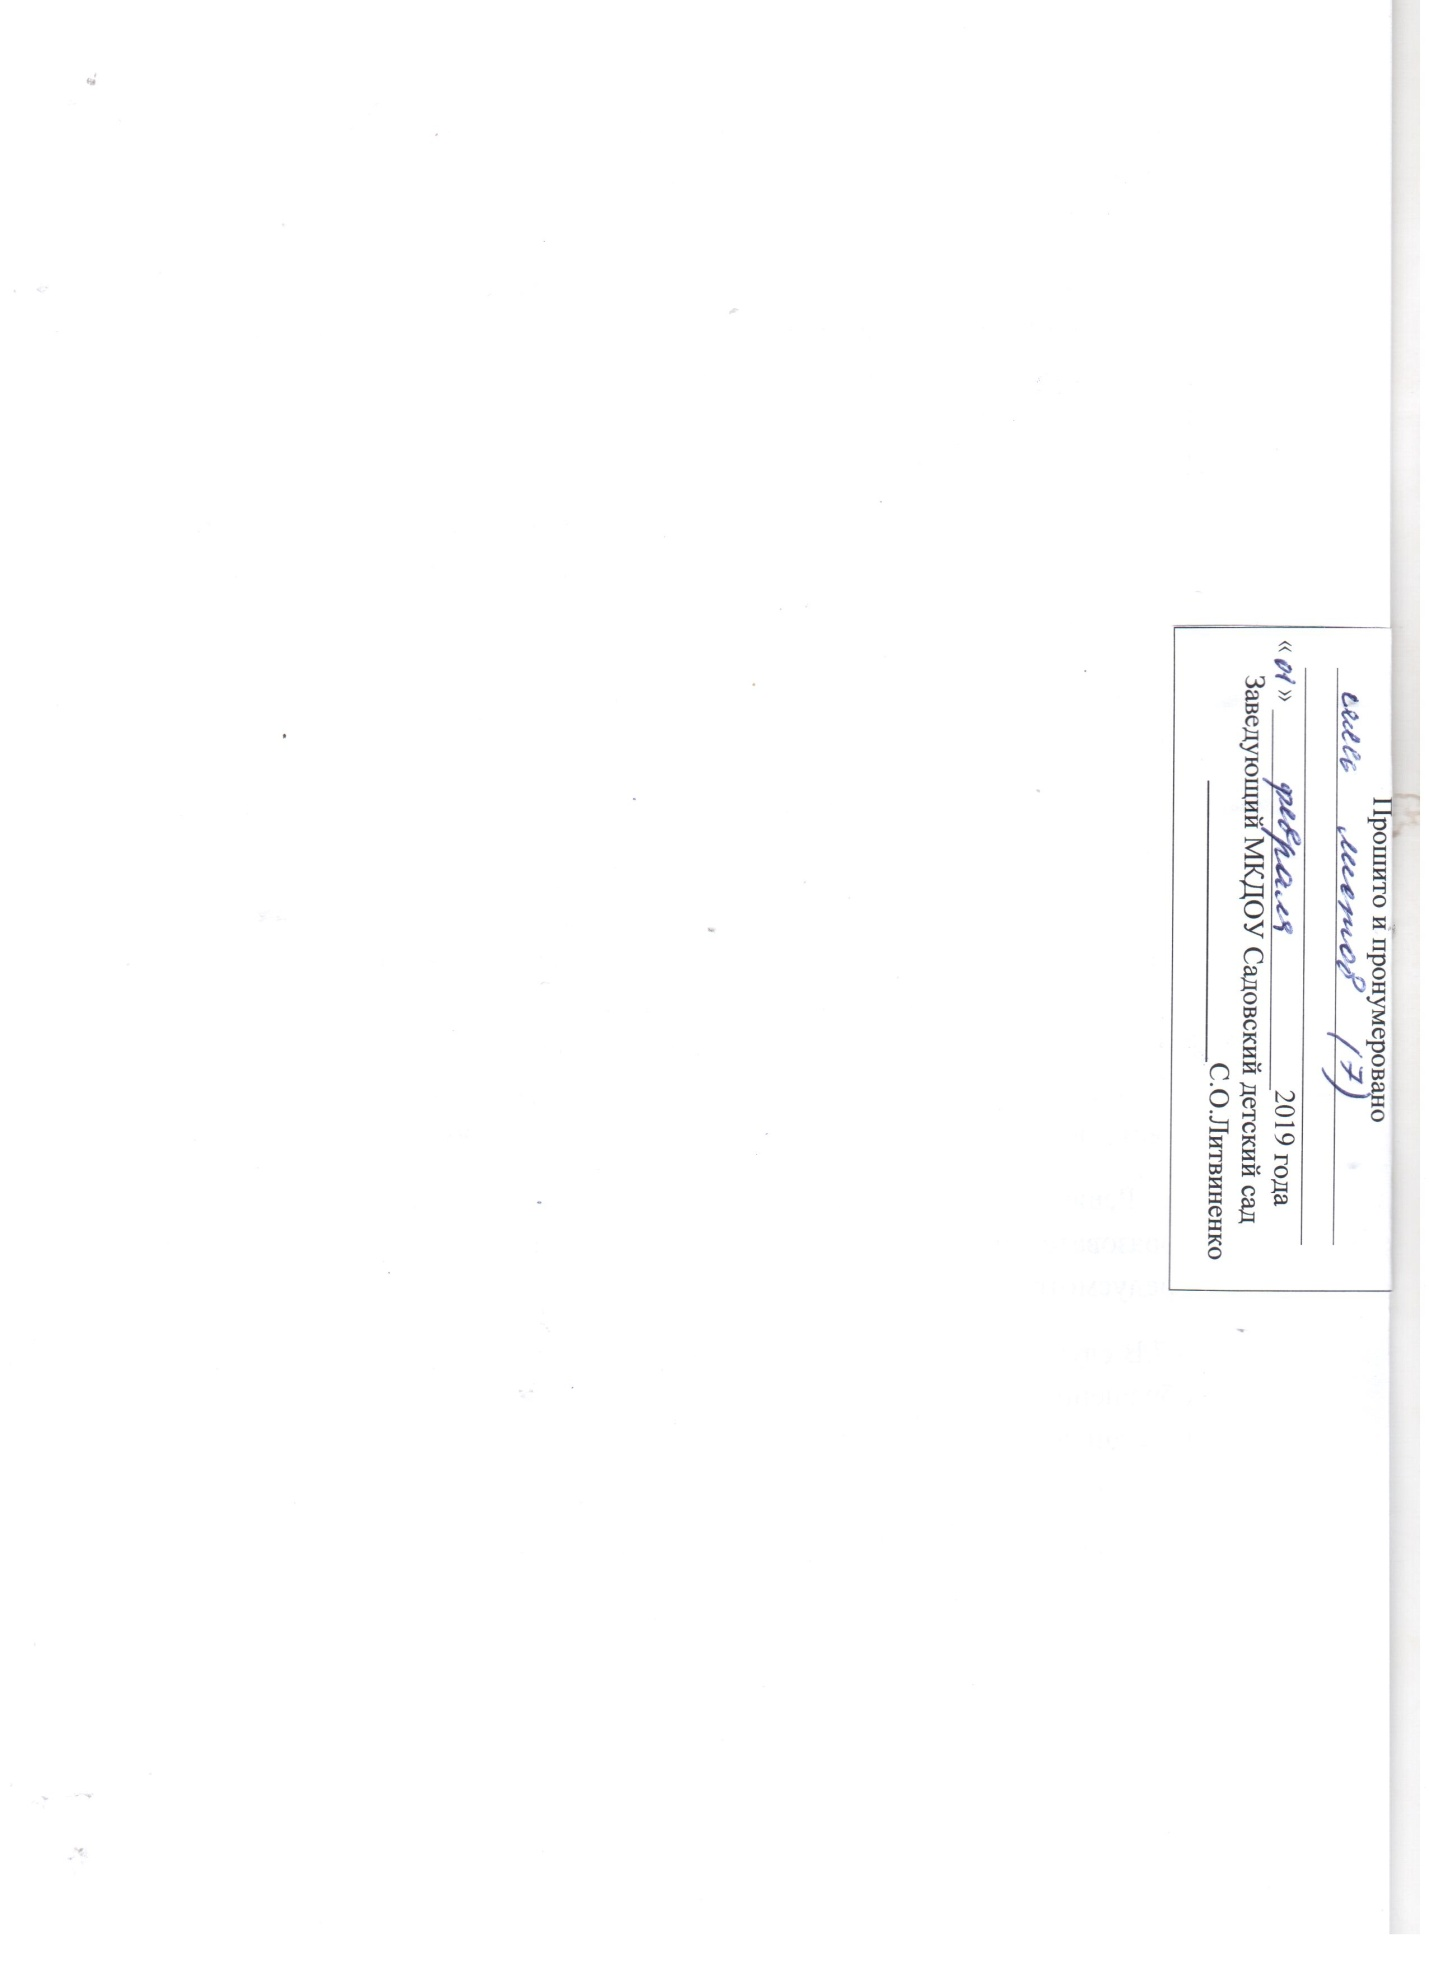 Прошито и пронумеровано
семь листов (7)
«01» февраля 2019 года
Заведующий МКДОУ Садовский детский сад
С.О.Литвиненко